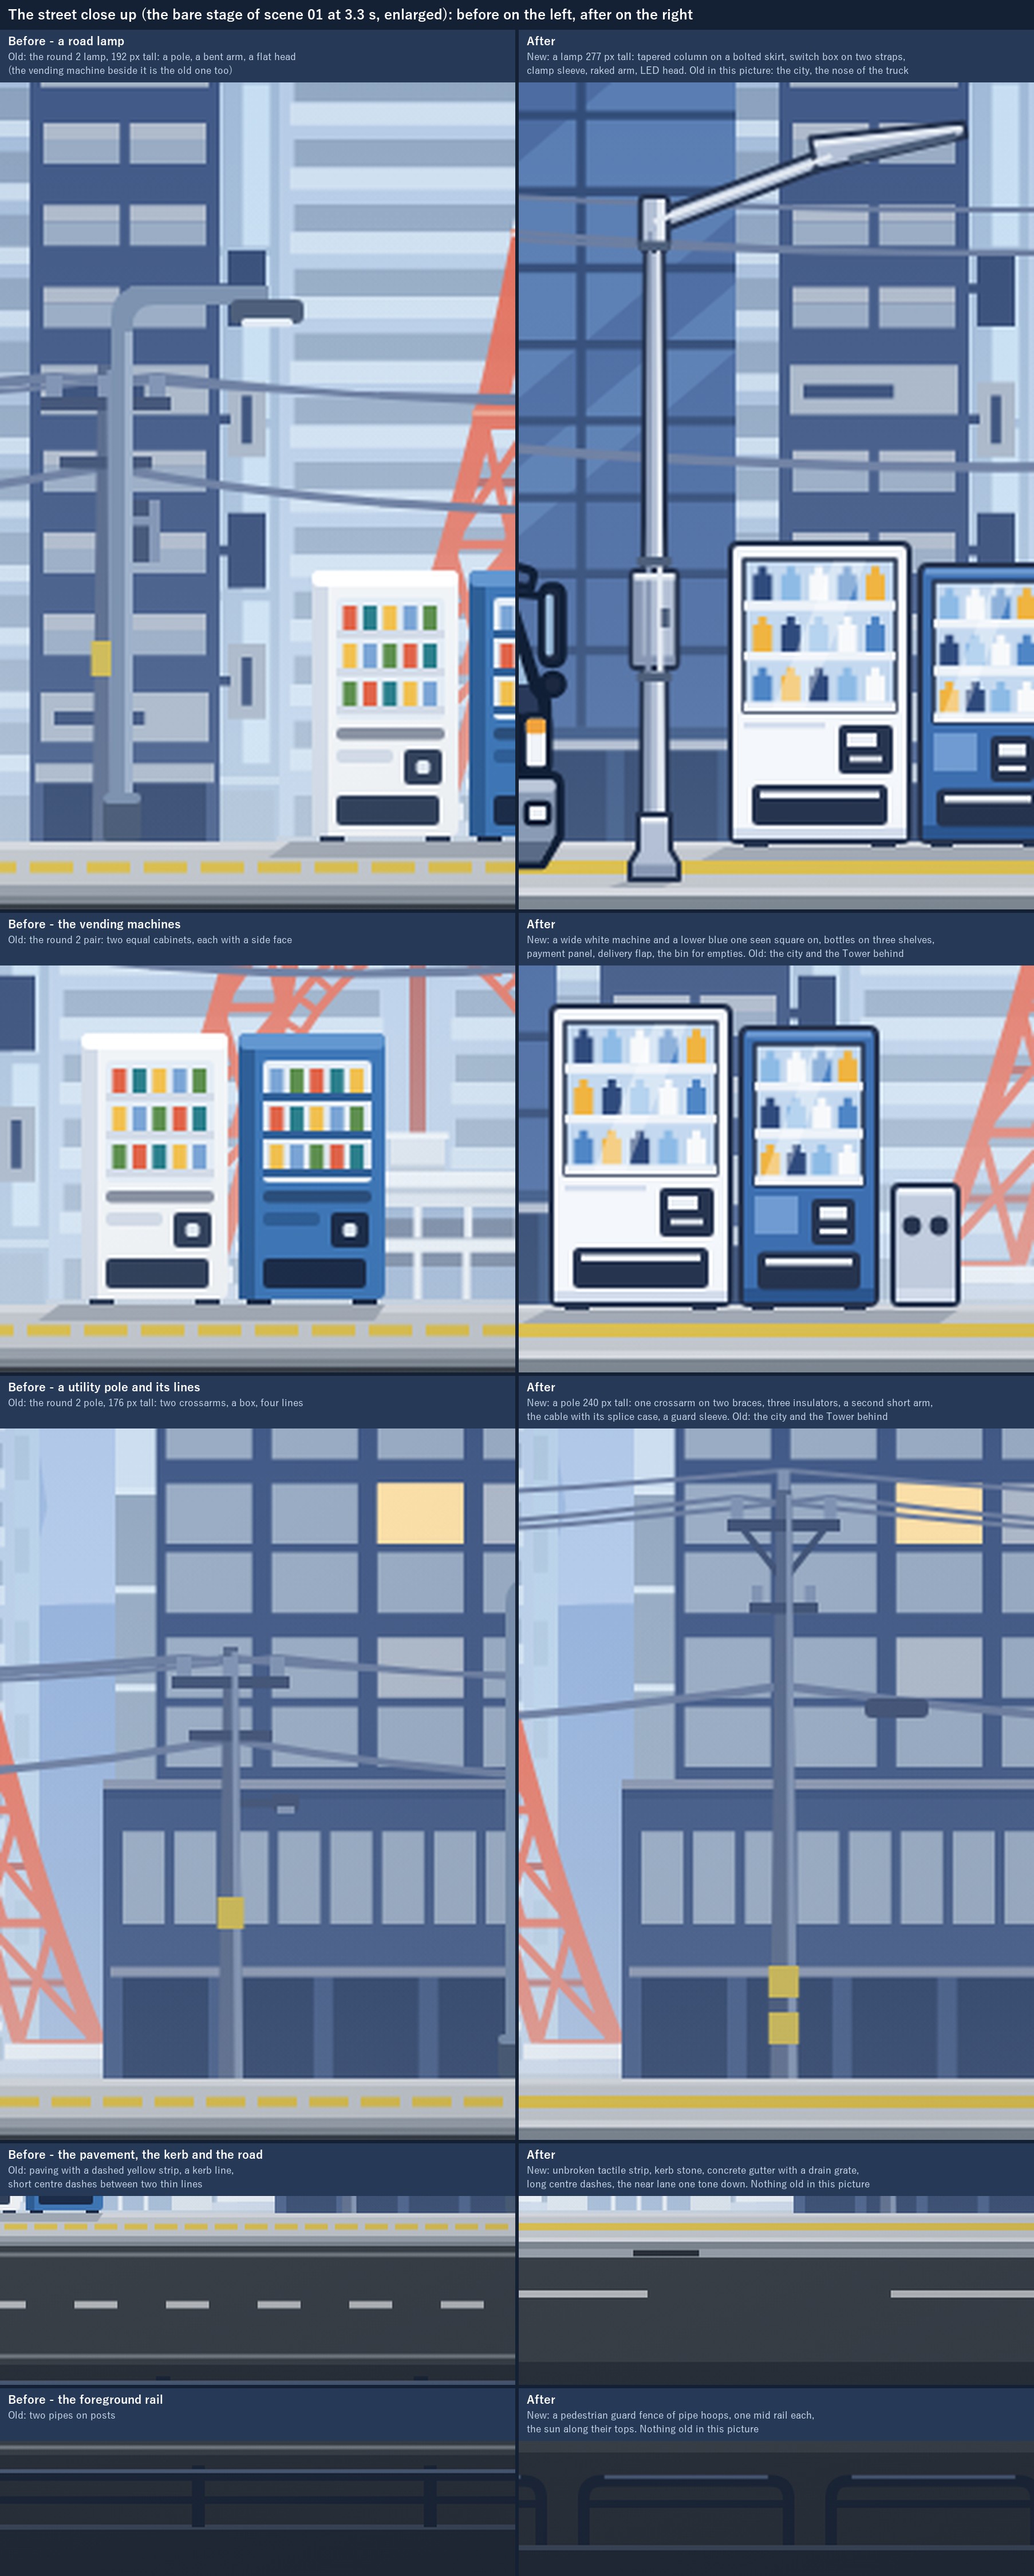 The street close up (the bare stage of scene 01 at 3.3 s, enlarged): before on the left, after on the right
Before - a road lamp
Old: the round 2 lamp, 192 px tall: a pole, a bent arm, a flat head
(the vending machine beside it is the old one too)
After
New: a lamp 277 px tall: tapered column on a bolted skirt, switch box on two straps,
clamp sleeve, raked arm, LED head. Old in this picture: the city, the nose of the truck
Before - the vending machines
Old: the round 2 pair: two equal cabinets, each with a side face
After
New: a wide white machine and a lower blue one seen square on, bottles on three shelves,
payment panel, delivery flap, the bin for empties. Old: the city and the Tower behind
Before - a utility pole and its lines
Old: the round 2 pole, 176 px tall: two crossarms, a box, four lines
After
New: a pole 240 px tall: one crossarm on two braces, three insulators, a second short arm,
the cable with its splice case, a guard sleeve. Old: the city and the Tower behind
Before - the pavement, the kerb and the road
Old: paving with a dashed yellow strip, a kerb line,
short centre dashes between two thin lines
After
New: unbroken tactile strip, kerb stone, concrete gutter with a drain grate,
long centre dashes, the near lane one tone down. Nothing old in this picture
Before - the foreground rail
Old: two pipes on posts
After
New: a pedestrian guard fence of pipe hoops, one mid rail each,
the sun along their tops. Nothing old in this picture